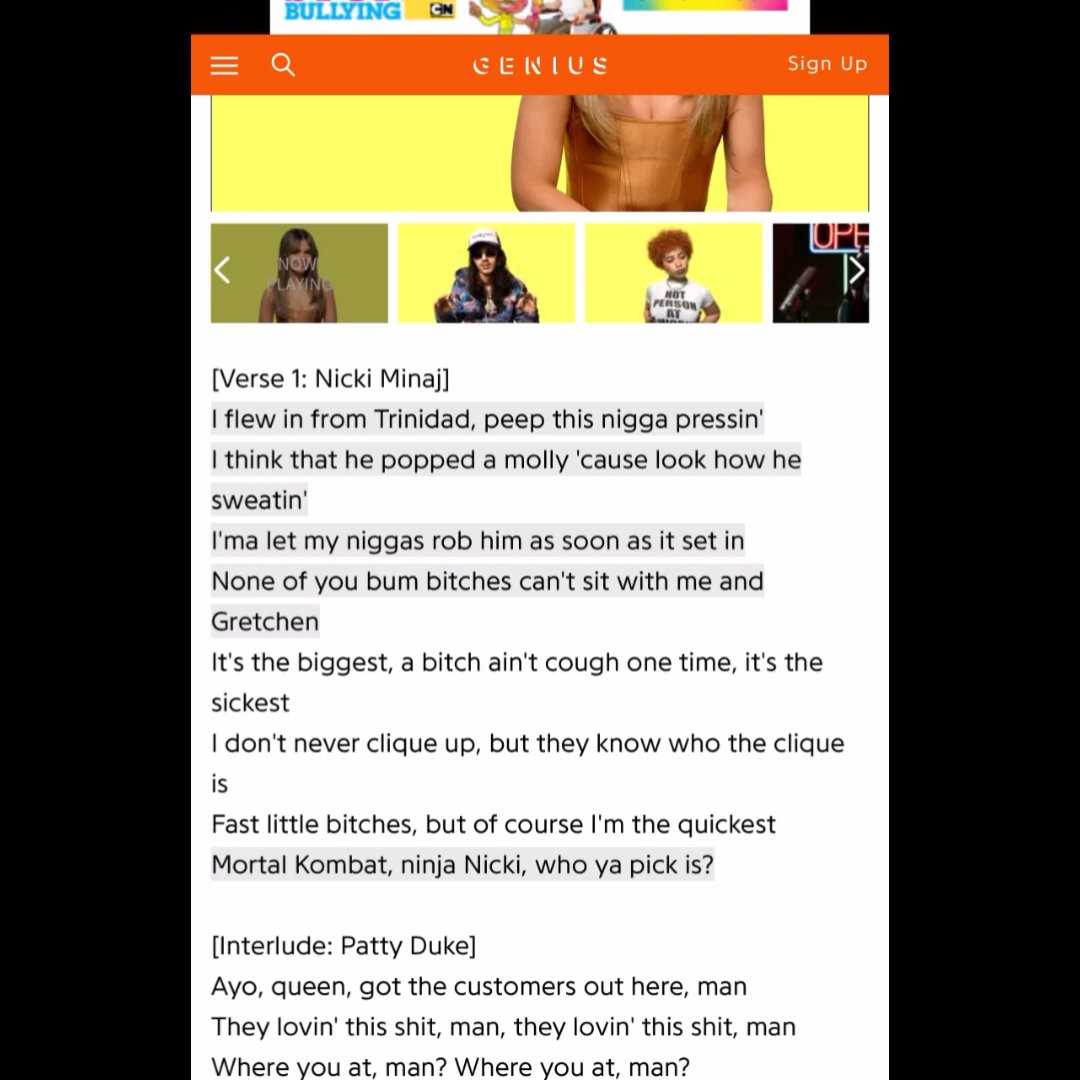 BULLYING
CN
GENIUS
Sign Up
NOW
PLAYING
HOT
PERSON
AT
[Verse 1: Nicki Minaj]
I flew in from Trinidad, peep this nigga pressin'
I think that he popped a molly 'cause look how he
sweatin'
I'ma let my niggas rob him as soon as it set in
None of you bum bitches can't sit with me and
Gretchen
It's the biggest, a bitch ain't cough one time, it's the
sickest
I don't never clique up, but they know who the clique
is
Fast little bitches, but of course I'm the quickest
Mortal Kombat, ninja Nicki, who ya pick is?
[Interlude: Patty Duke]
Ayo, queen, got the customers out here, man
They lovin' this shit, man, they lovin' this shit, man
Where you at, man? Where you at, man?